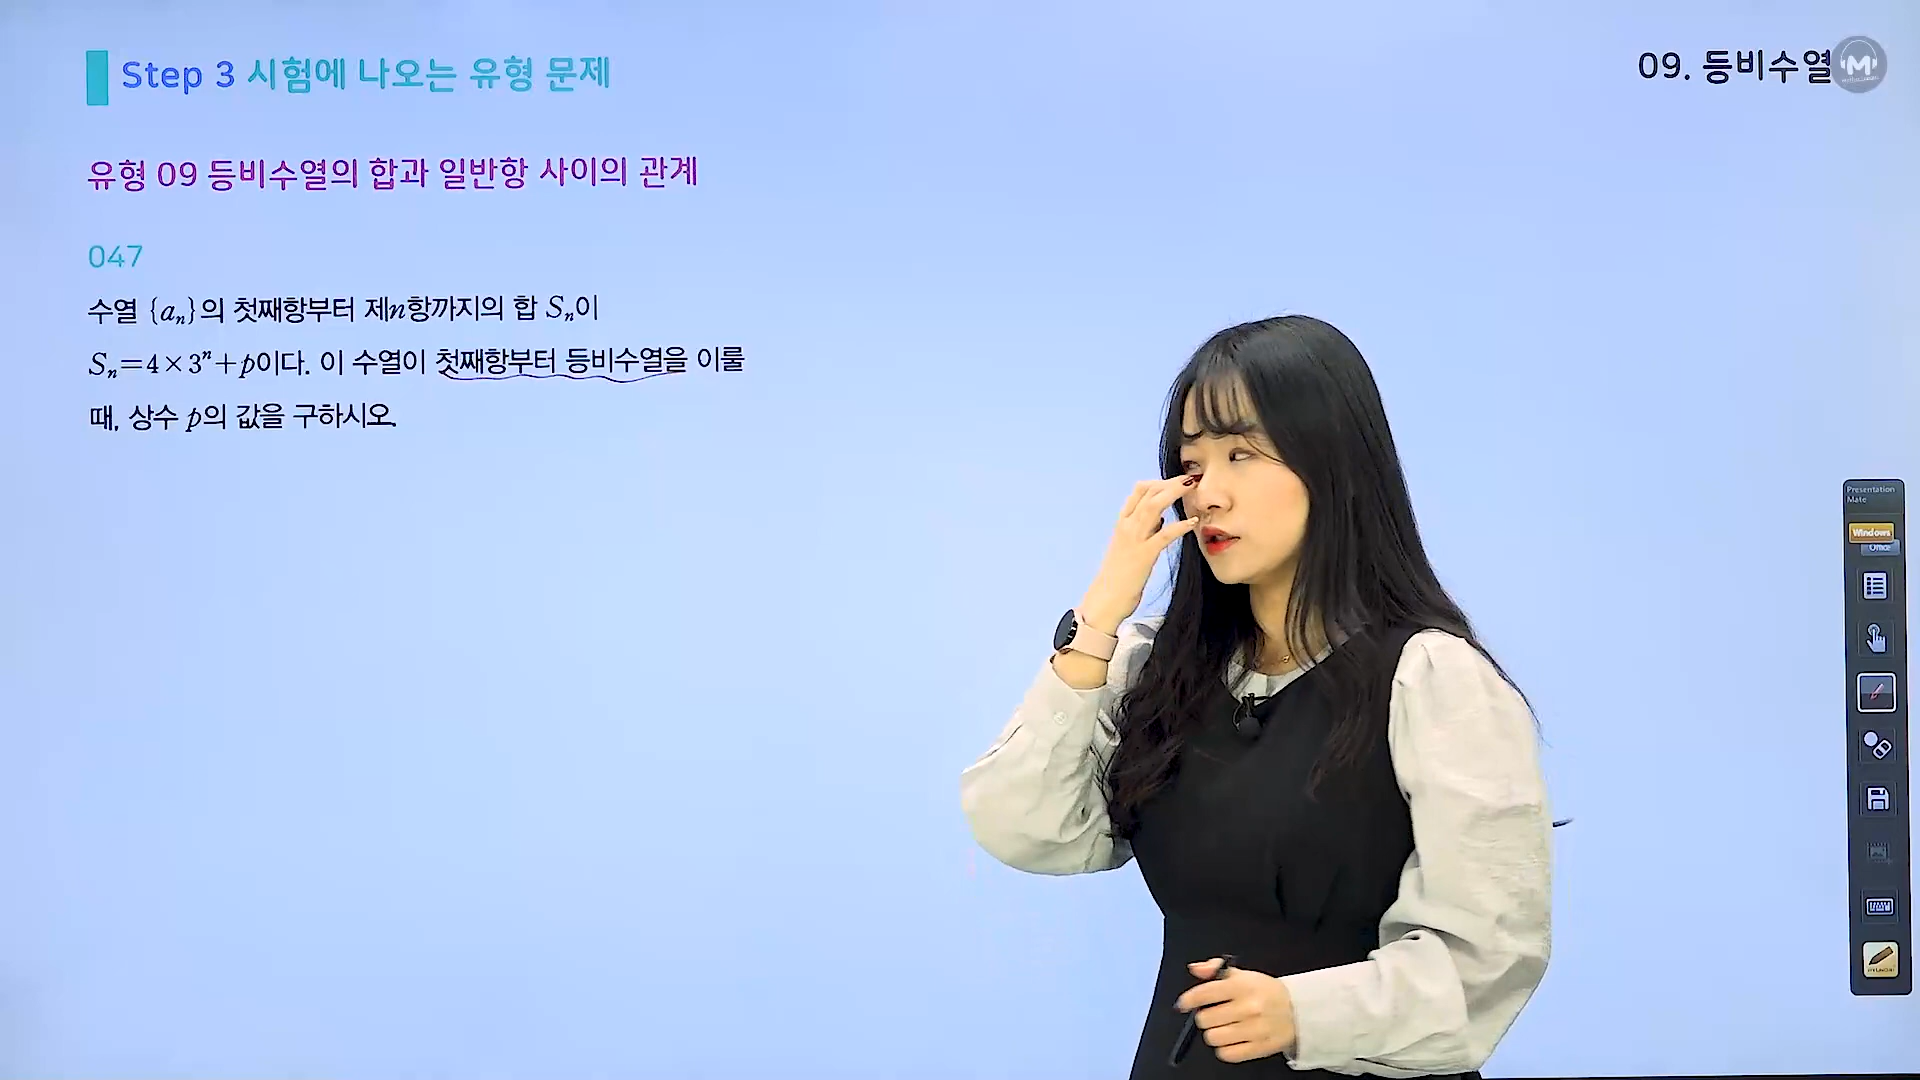 Step 3 시험에 나오는 유형 문제
09. 등비수열
M
유형 09 등비수열의 합과 일반항 사이의 관계
047
수열 {aₙ}의 첫째항부터 제n항까지의 합 Sₙ이
Sₙ=4×3ⁿ+p이다. 이 수열이 첫째항부터 등비수열을 이룰
때, 상수 p의 값을 구하시오.
Presentation
Mate
Windows
Office